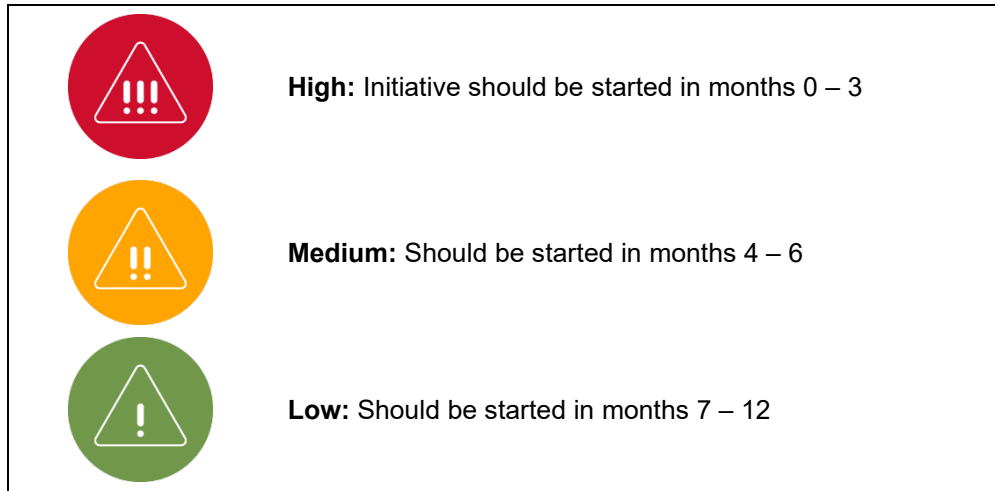 !!!
High: Initiative should be started in months 0 – 3
!!
Medium: Should be started in months 4 – 6
!
Low: Should be started in months 7 – 12